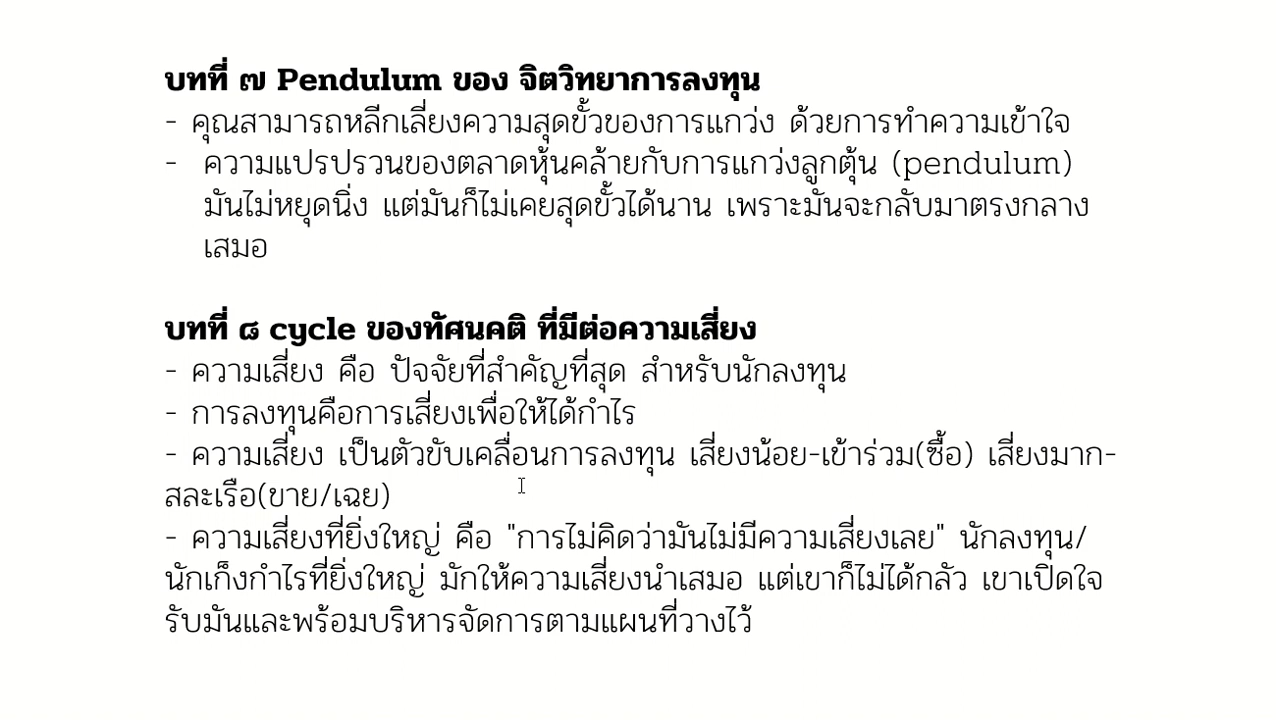 บทที่ ๗ Pendulum ของ จิตวิทยาการลงทุน
- คุณสามารถหลีกเลี่ยงความสุดขั้วของการแกว่ง ด้วยการทำความเข้าใจ
- ความแปรปรวนของตลาดหุ้นคล้ายกับการแกว่งลูกตุ้น (pendulum)
มันไม่หยุดนิ่ง แต่มันก็ไม่เคยสุดขั้วได้นาน เพราะมันจะกลับมาตรงกลาง
เสมอ
บทที่ ๘ cycle ของทัศนคติ ที่มีต่อความเสี่ยง
- ความเสี่ยง คือ ปัจจัยที่สำคัญที่สุด สำหรับนักลงทุน
- การลงทุนคือการเสี่ยงเพื่อให้ได้กำไร
- ความเสี่ยง เป็นตัวขับเคลื่อนการลงทุน เสี่ยงน้อย-เข้าร่วม(ซื้อ) เสี่ยงมาก-
สละเรือ(ขาย/เฉย)
- ความเสี่ยงที่ยิ่งใหญ่ คือ "การไม่คิดว่ามันไม่มีความเสี่ยงเลย" นักลงทุน/
นักเก็งกำไรที่ยิ่งใหญ่ มักให้ความเสี่ยงนำเสมอ แต่เขาก็ไม่ได้กลัว เขาเปิดใจ
รับมันและพร้อมบริหารจัดการตามแผนที่วางไว้